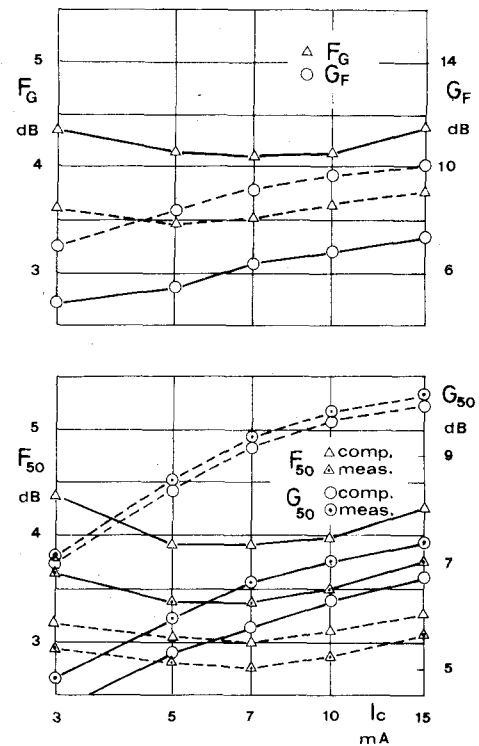 5
F_G
dB
4
3
△ F_G
○ G_F
14
G_F
dB
10
6
5
F_50
dB
4
3
F_50 △ comp.
△ meas.
G_50 ○ comp.
⊙ meas.
G_50
dB
9
7
5
3 5 7 10 I_c 15
mA